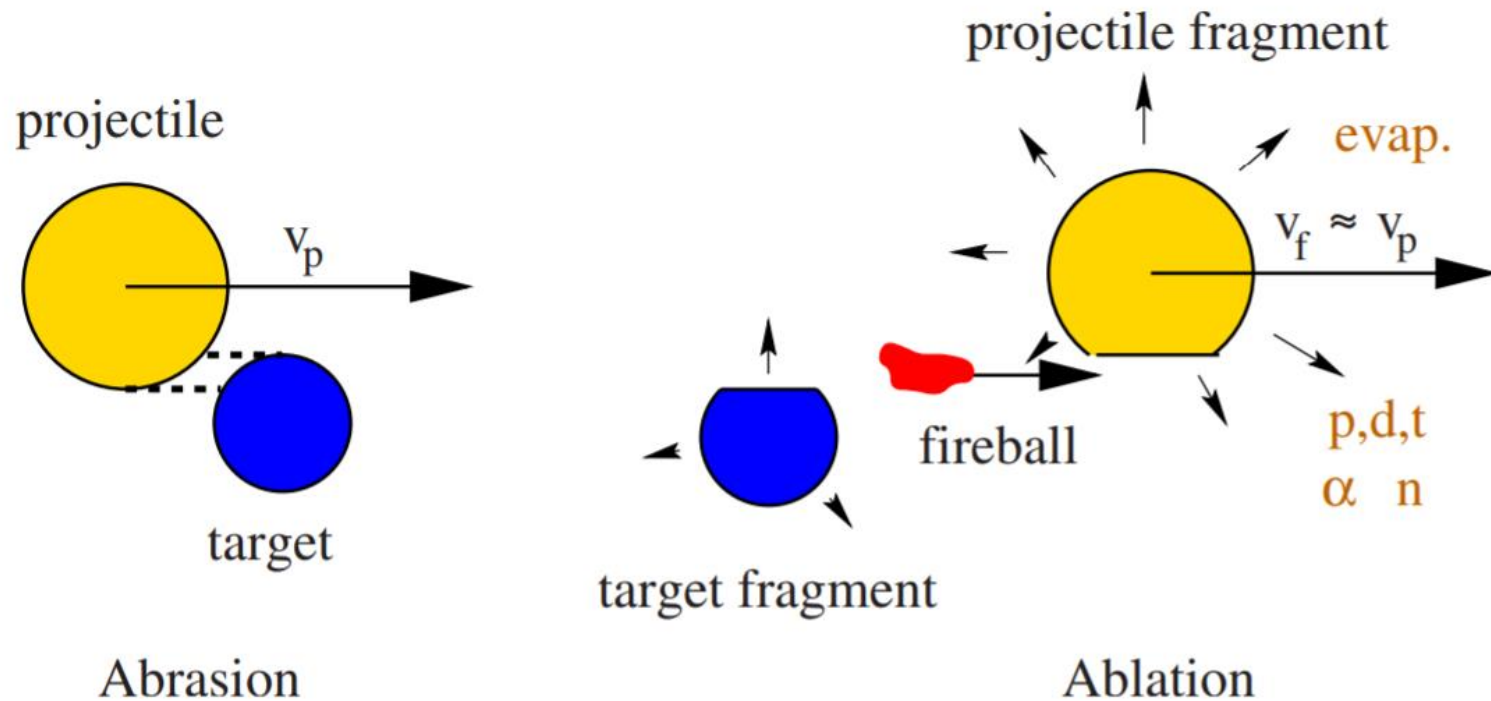 projectile
v_p
target
Abrasion
projectile fragment
evap.
v_f ≈ v_p
fireball
p,d,t
α n
target fragment
Ablation